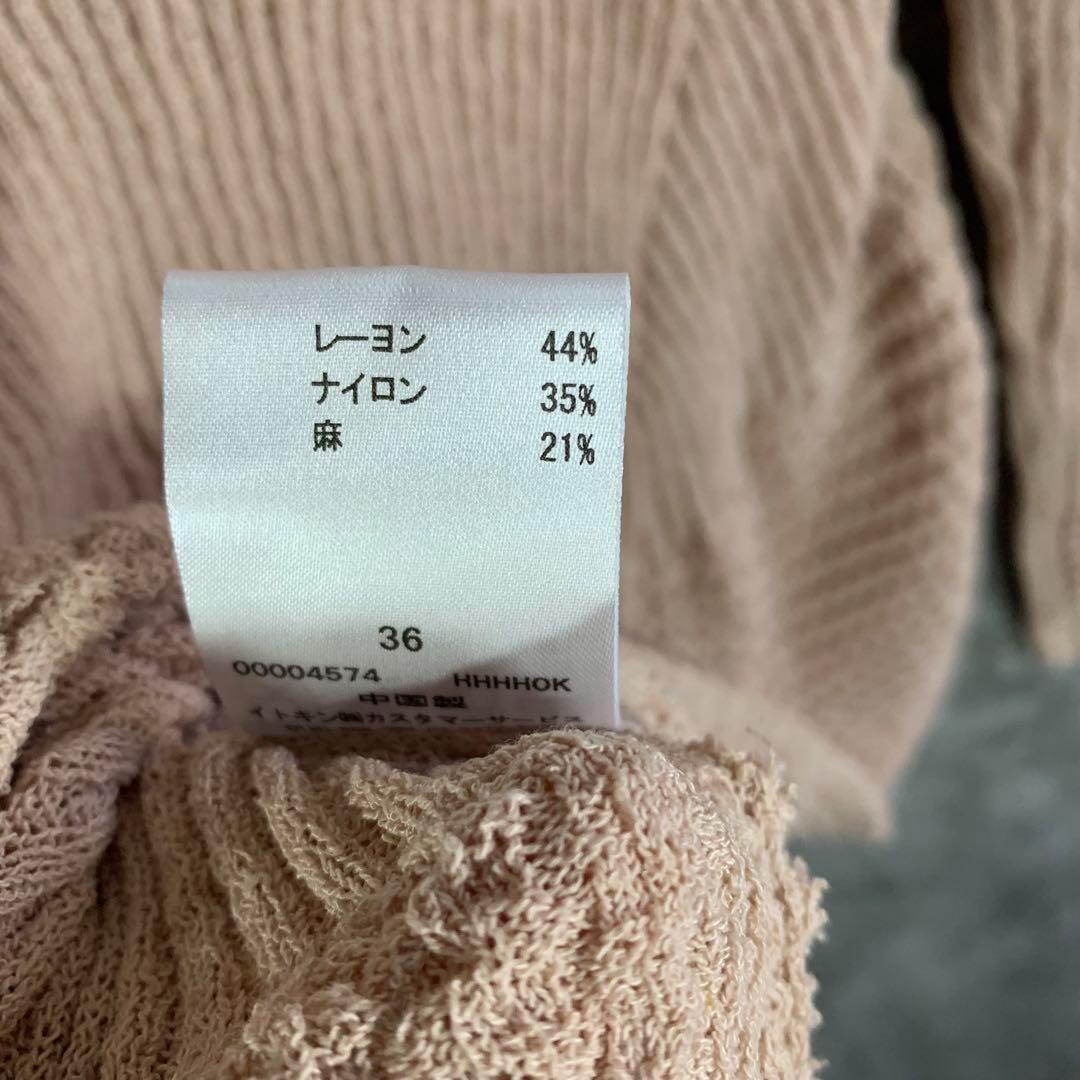 レーヨン 44%
ナイロン 35%
麻 21%
36
00004574 HHHHOK
中国製
イトキン㈱カスタマーサービス